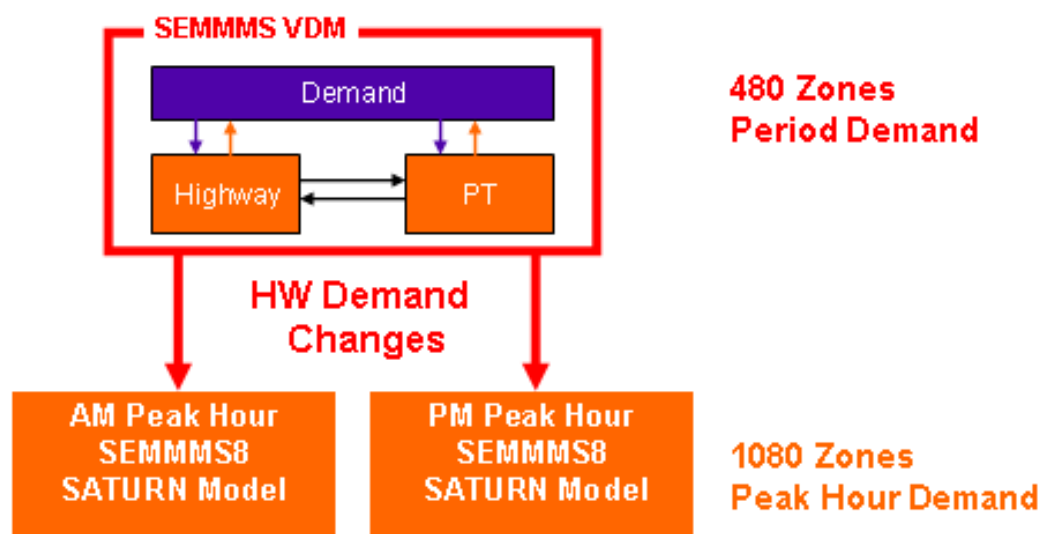 SEMMMS VDM
Demand
480 Zones
Period Demand
Highway
PT
HW Demand
Changes
AM Peak Hour
SEMMMS8
SATURN Model
PM Peak Hour
SEMMMS8
SATURN Model
1080 Zones
Peak Hour Demand